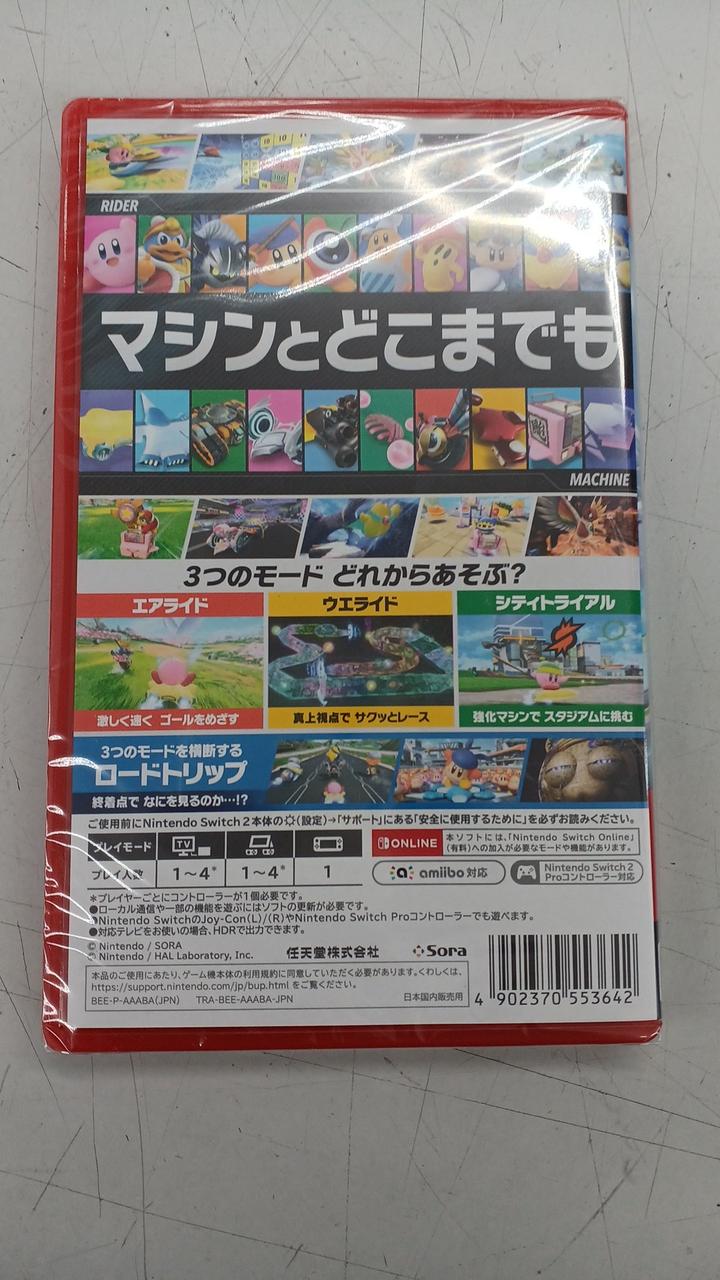 RIDER
マシンとどこまでも
MACHINE
3つのモード どれからあそぶ?
エアライド
ウエライド
シティトライアル
激しく速く ゴールをめざす
真上視点で サクッとレース
強化マシンで スタジアムに挑む
3つのモードを横断する
ロードトリップ
終着点で なにを見るのか…!?
ご使用前にNintendo Switch 2本体の(設定)→「サポート」にある「安全に使用するために」を必ずお読みください。
プレイモード
TV
プレイ人数 1~4* 1~4* 1
ONLINE
本ソフトには、「Nintendo Switch Online」
(有料)への加入が必要なモードや機能があります。
amiibo 対応
Nintendo Switch 2
Proコントローラー対応
*プレイヤーごとにコントローラーが1個必要です。
●ローカル通信や一部の機能を遊ぶにはソフトの更新が必要です。
●Nintendo SwitchのJoy-Con(L)/(R)やNintendo Switch Proコントローラーでも遊べます。
●対応テレビをお使いの場合、HDRで出力できます。
© Nintendo / SORA
© Nintendo / HAL Laboratory, Inc.
任天堂株式会社
Sora
本品のご使用にあたり、ゲーム機本体の利用規約に同意していただく必要があります。くわしくは、
https://support.nintendo.com/jp/bup.html をご覧ください。
BEE-P-AAABA(JPN) TRA-BEE-AAABA-JPN 日本国内販売用
4 902370 553642